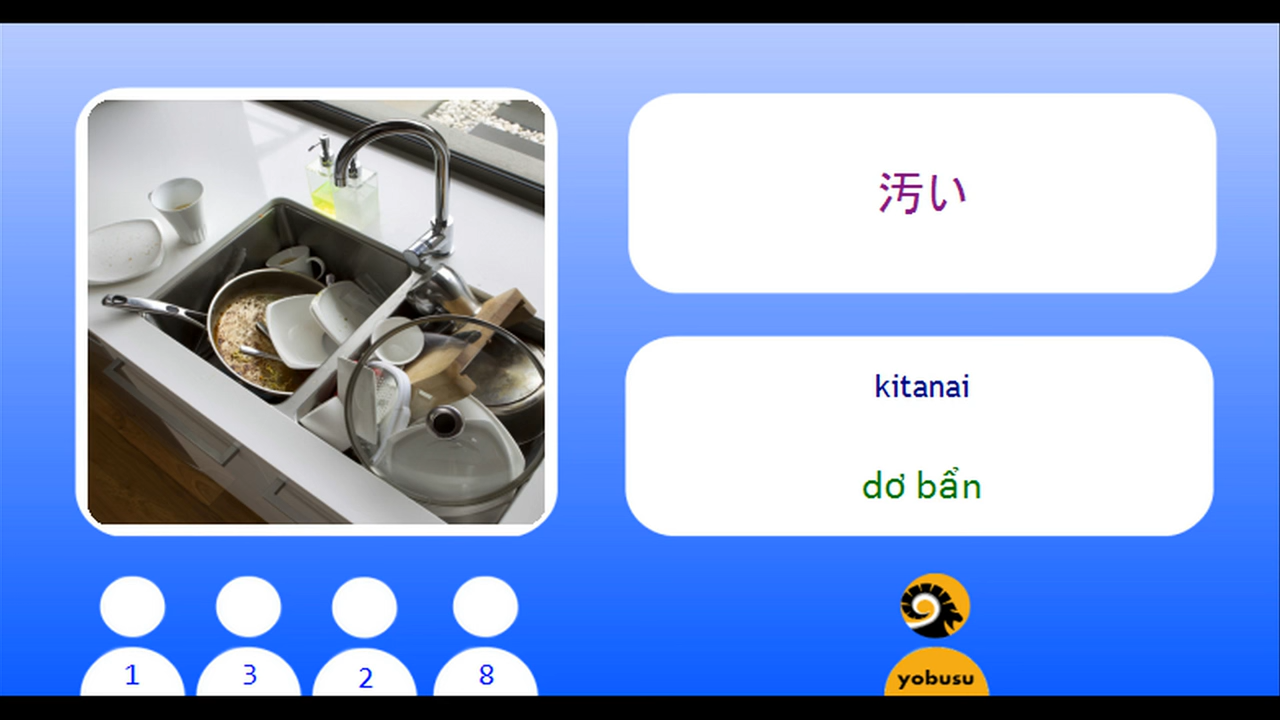 汚い
kitanai
dơ bẩn
1 3 2 8
yobusu